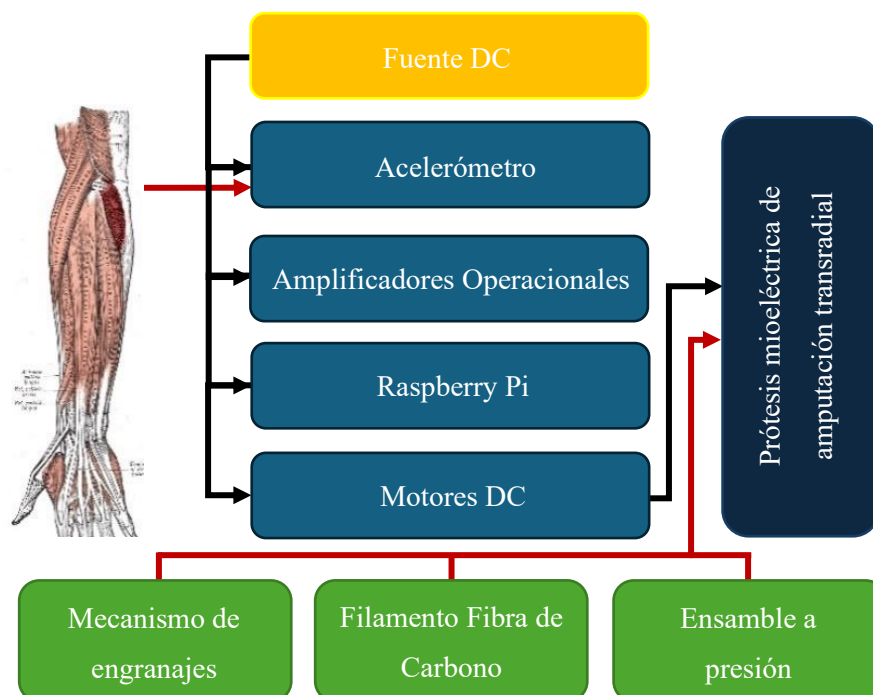 Fuente DC
Acelerómetro
Amplificadores Operacionales
Raspberry Pi
Motores DC
Prótesis mioeléctrica de
amputación transradial
Mecanismo de
engranajes
Filamento Fibra de
Carbono
Ensamble a
presión